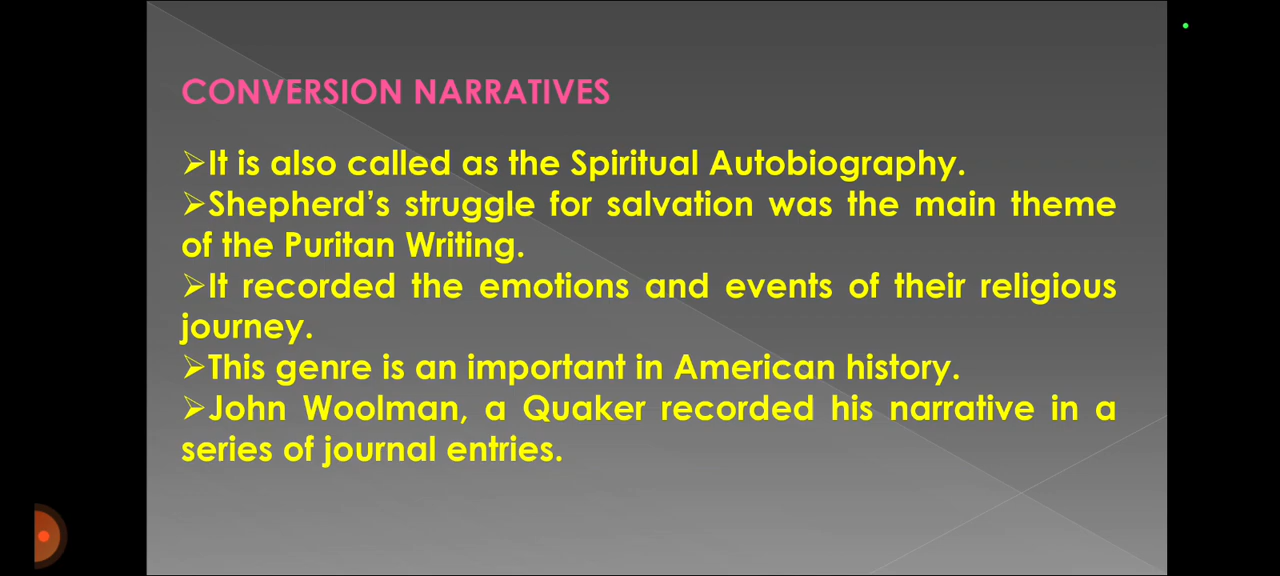 CONVERSION NARRATIVES
➢It is also called as the Spiritual Autobiography.
➢Shepherd’s struggle for salvation was the main theme
of the Puritan Writing.
➢It recorded the emotions and events of their religious
journey.
➢This genre is an important in American history.
➢John Woolman, a Quaker recorded his narrative in a
series of journal entries.